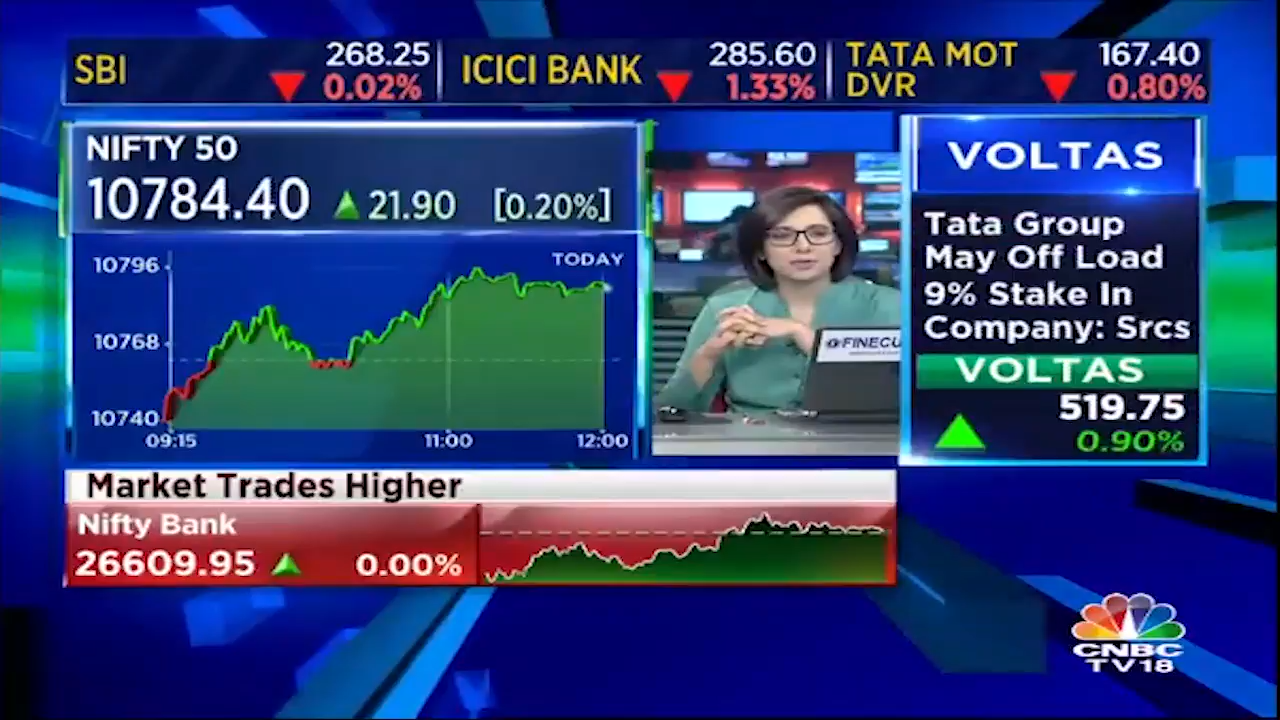 SBI
268.25
0.02%
ICICI BANK
285.60
1.33%
TATA MOT
DVR
167.40
0.80%
NIFTY 50
10784.40
21.90
[0.20%]
TODAY
10796
10768
10740
09:15
11:00
12:00
@FINECU
VOLTAS
Tata Group
May Off Load
9% Stake In
Company: Srcs
VOLTAS
519.75
0.90%
Market Trades Higher
Nifty Bank
26609.95
0.00%
CNBC
TV18